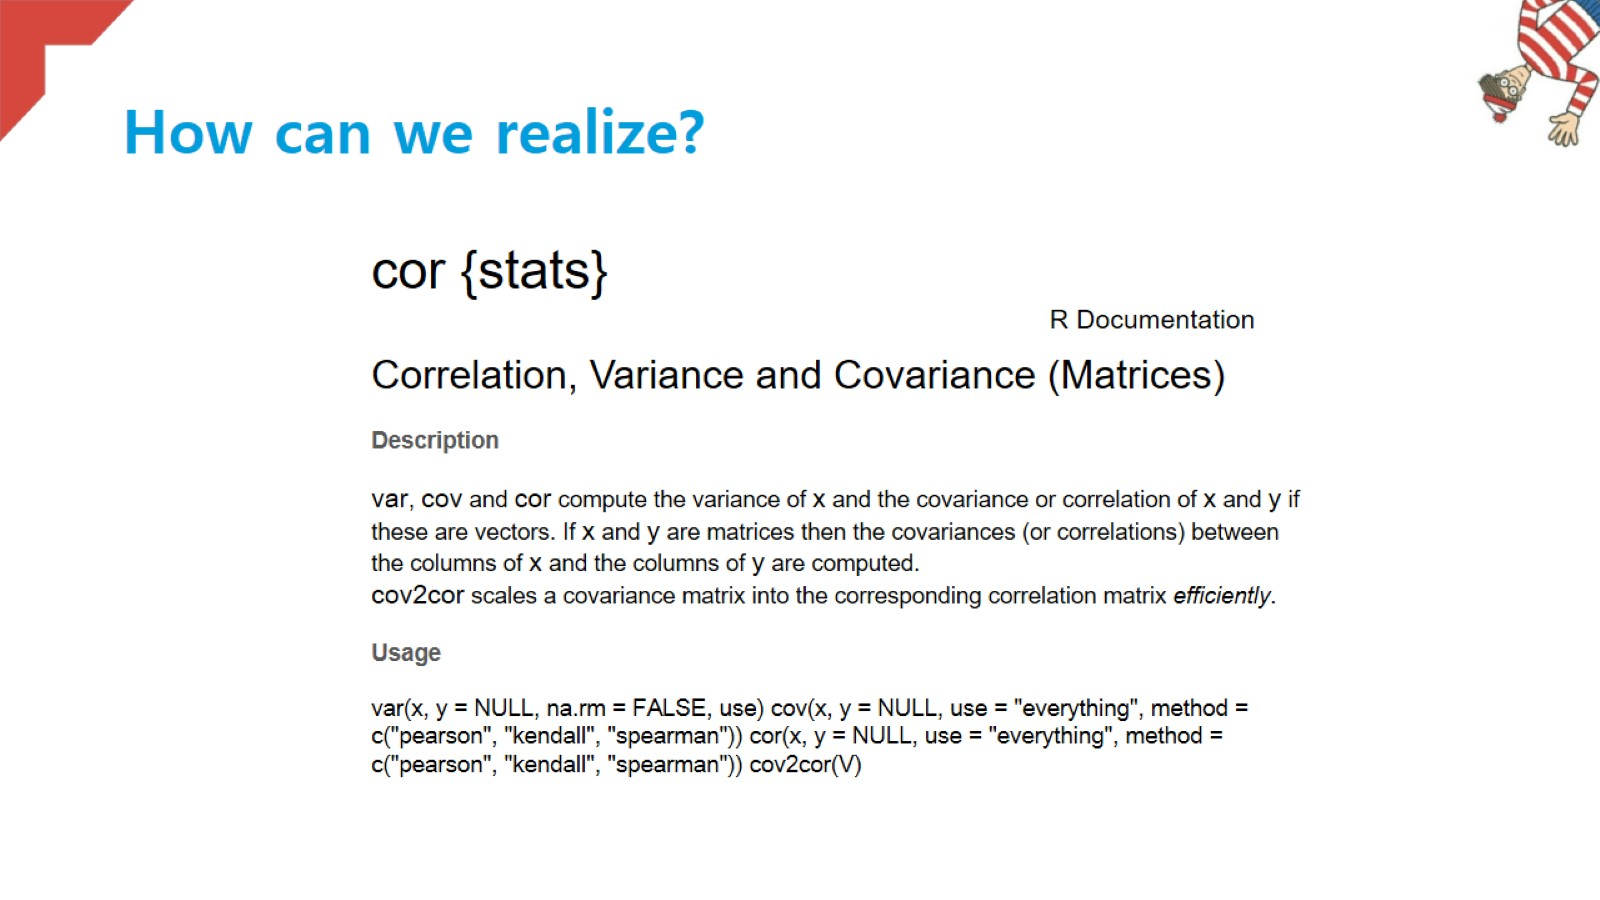 How can we realize?
cor {stats}
R Documentation
Correlation, Variance and Covariance (Matrices)
Description
var, cov and cor compute the variance of x and the covariance or correlation of x and y if
these are vectors. If x and y are matrices then the covariances (or correlations) between
the columns of x and the columns of y are computed.
cov2cor scales a covariance matrix into the corresponding correlation matrix efficiently.
Usage
var(x, y = NULL, na.rm = FALSE, use) cov(x, y = NULL, use = "everything", method =
c("pearson", "kendall", "spearman")) cor(x, y = NULL, use = "everything", method =
c("pearson", "kendall", "spearman")) cov2cor(V)